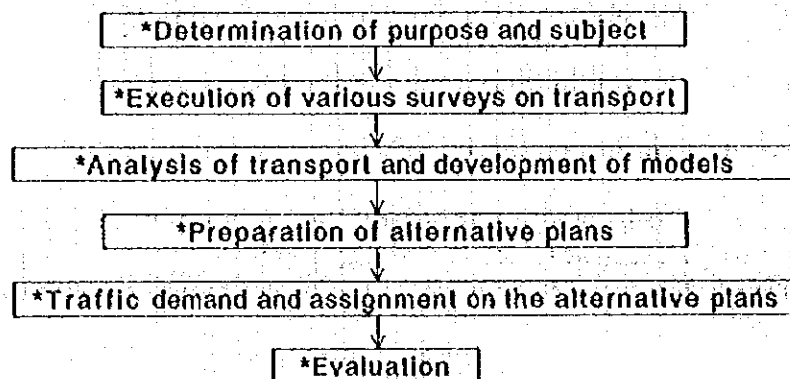 *Determination of purpose and subject
*Execution of various surveys on transport
*Analysis of transport and development of models
*Preparation of alternative plans
*Traffic demand and assignment on the alternative plans
*Evaluation